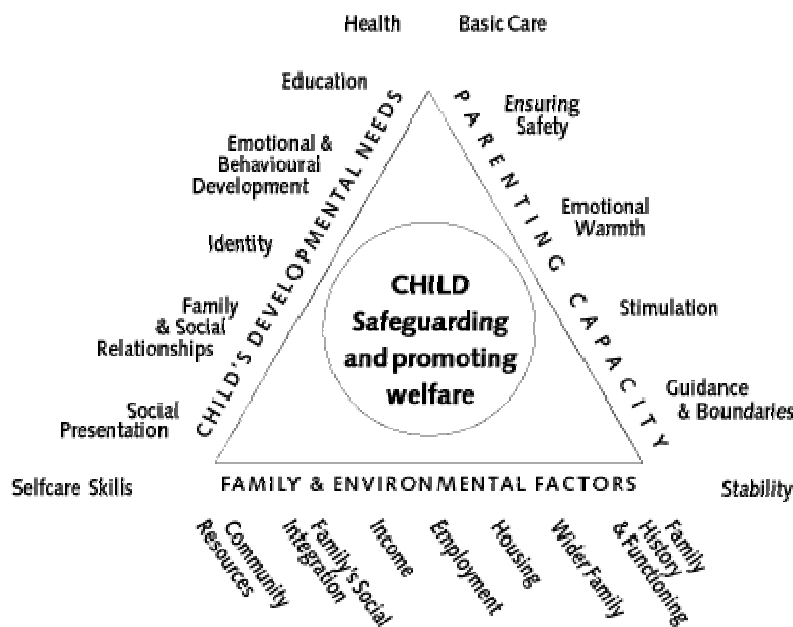 Health
Basic Care
Education
Ensuring
Safety
Emotional &
Behavioural
Development
Emotional
Warmth
Identity
Stimulation
Family
& Social
Relationships
Guidance
& Boundaries
Social
Presentation
Selfcare Skills
Stability
CHILD'S DEVELOPMENTAL NEEDS
PARENTING CAPACITY
CHILD
Safeguarding
and promoting
welfare
FAMILY & ENVIRONMENTAL FACTORS
Community
Resources
Family's Social
Integration
Income
Employment
Housing
Wider Family
Family
History
& Functioning